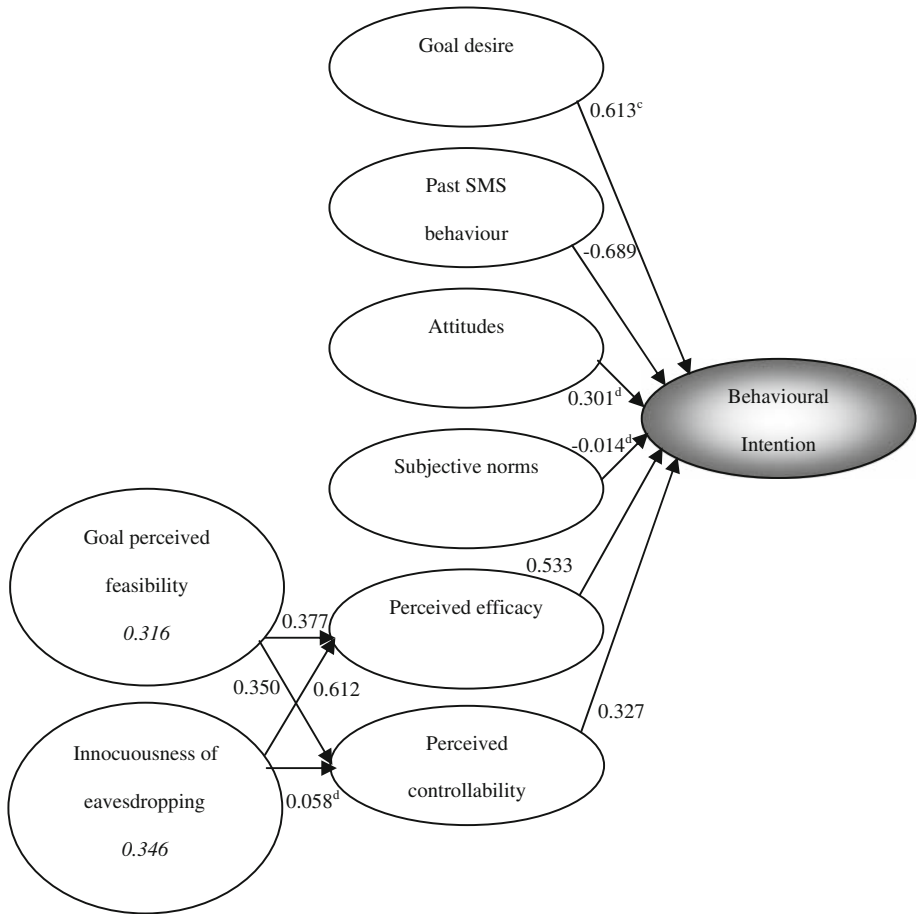 Goal desire
0.613ᶜ
Past SMS
behaviour
-0.689
Attitudes
0.301ᵈ
Behavioural
Intention
Subjective norms
-0.014ᵈ
Goal perceived
feasibility
0.316
0.533
Perceived efficacy
0.377
0.350
0.612
0.327
Innocuousness of
eavesdropping
0.346
0.058ᵈ
Perceived
controllability